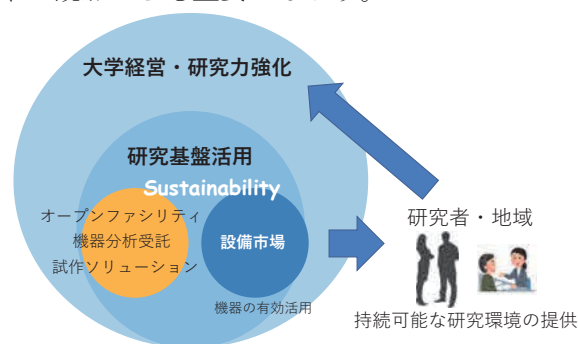 大学経営・研究力強化
研究基盤活用
Sustainability
オープンファシリティ
機器分析受託
試作ソリューション
設備市場
機器の有効活用
研究者・地域
持続可能な研究環境の提供